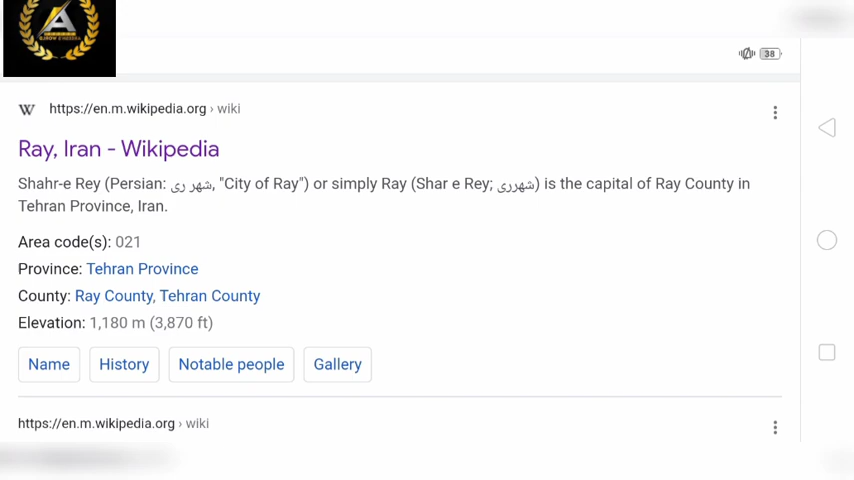 38
https://en.m.wikipedia.org › wiki
Ray, Iran - Wikipedia
Shahr-e Rey (Persian: شهر ری, "City of Ray") or simply Ray (Shar e Rey; شهرری) is the capital of Ray County in
Tehran Province, Iran.
Area code(s): 021
Province: Tehran Province
County: Ray County, Tehran County
Elevation: 1,180 m (3,870 ft)
Name
History
Notable people
Gallery
https://en.m.wikipedia.org › wiki